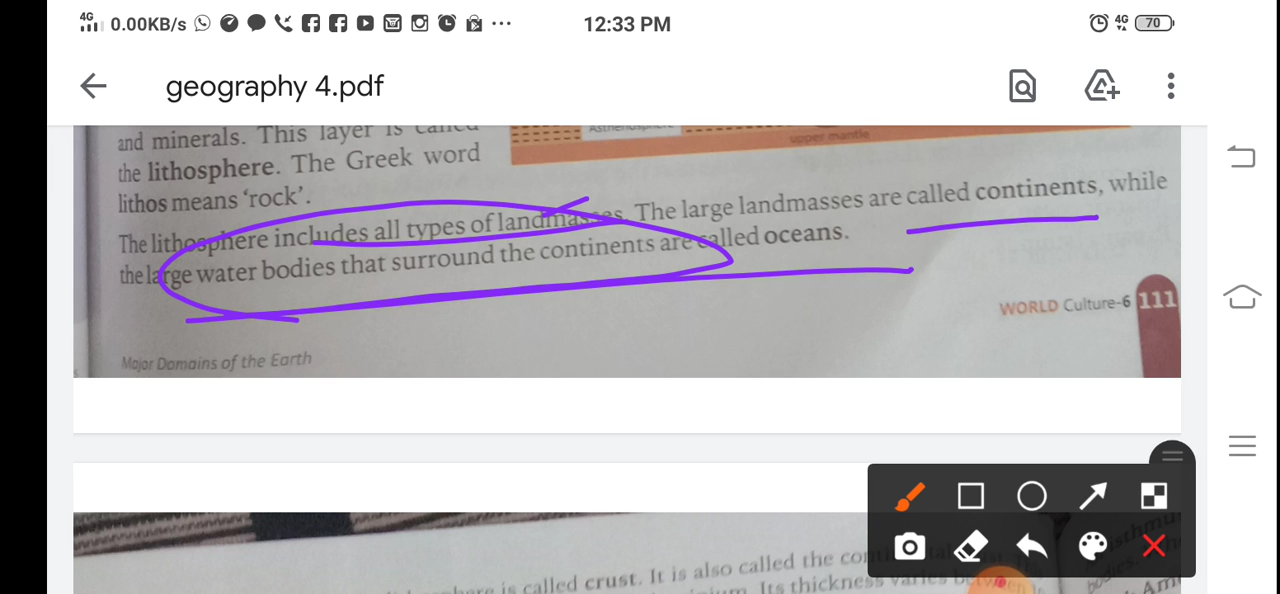 4G 0.00KB/s 12:33 PM 4G 70
geography 4.pdf
and minerals. This layer is called
the lithosphere. The Greek word
lithos means ‘rock’.
Asthenosphere
upper mantle
The lithosphere includes all types of landmasses. The large landmasses are called continents, while
the large water bodies that surround the continents are called oceans.
WORLD Culture-6 111
Major Domains of the Earth
is called crust. It is also called the
Its thickness varies